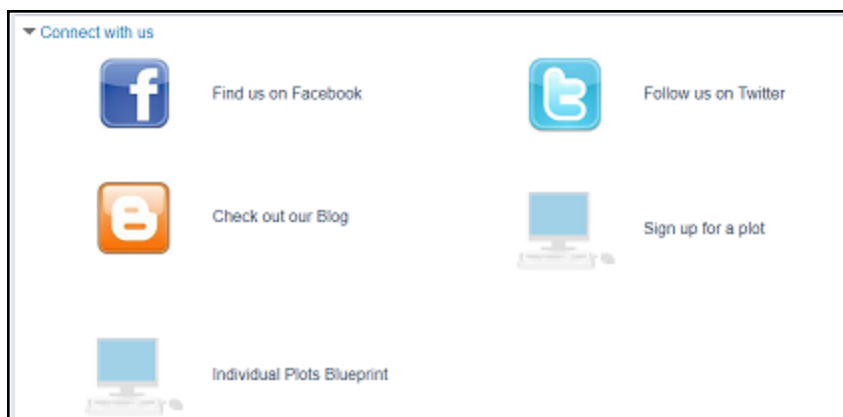 Connect with us
Find us on Facebook
Follow us on Twitter
Check out our Blog
Sign up for a plot
Individual Plots Blueprint